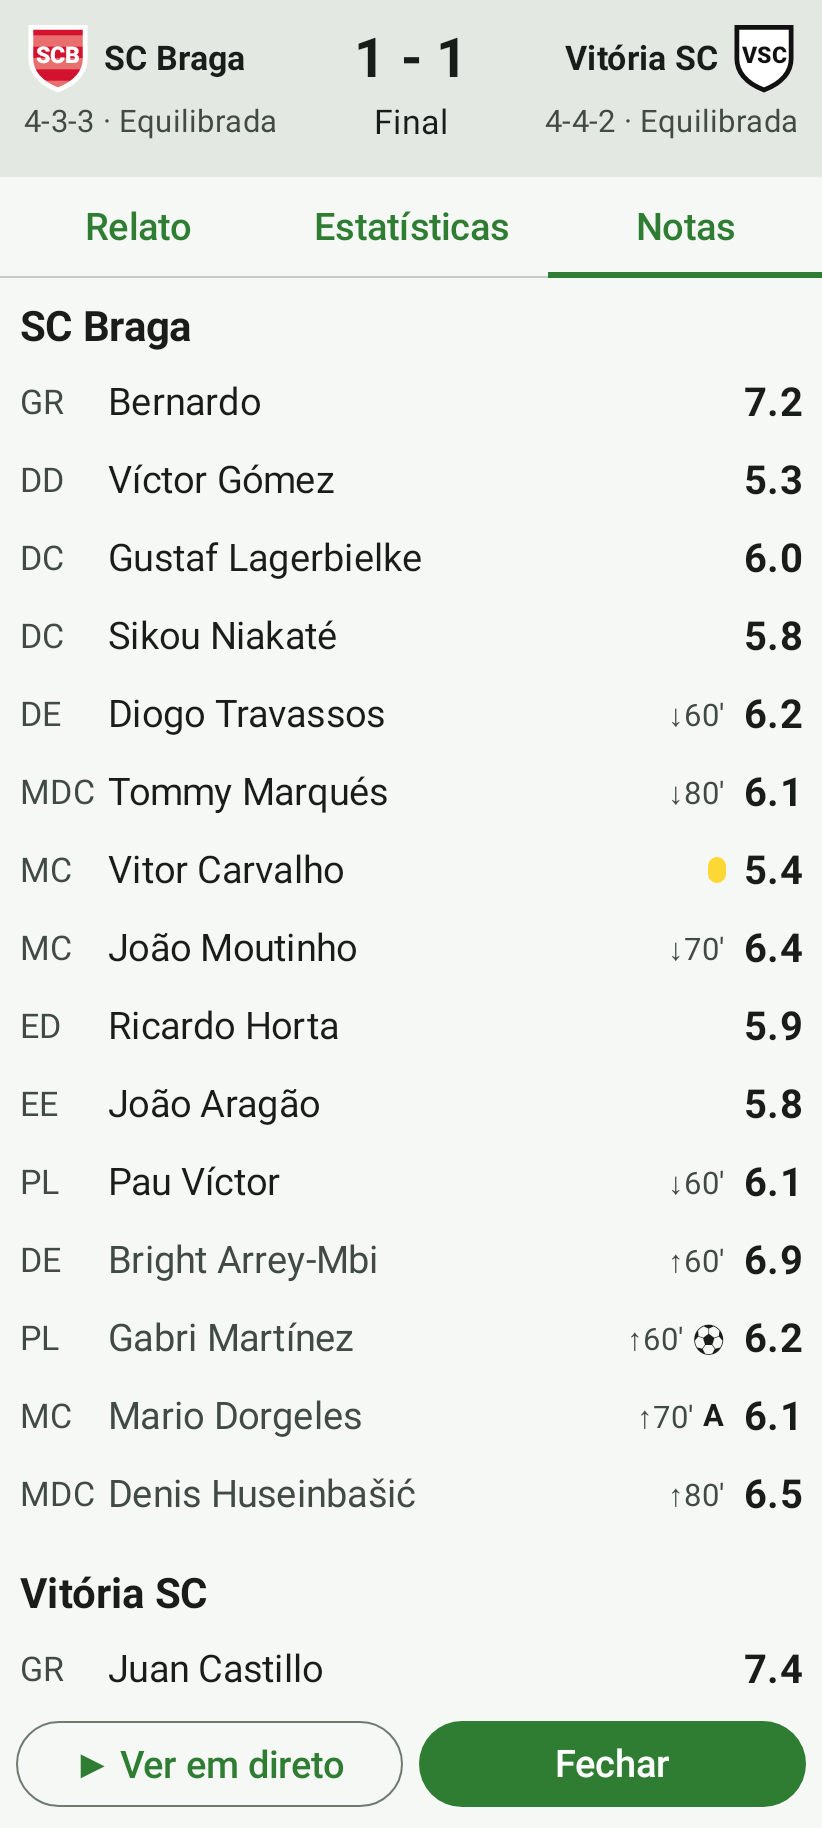 SCB SC Braga 1 - 1 Vitória SC VSC
4-3-3 · Equilibrada Final 4-4-2 · Equilibrada
Relato Estatísticas Notas
SC Braga
GR Bernardo 7.2
DD Víctor Gómez 5.3
DC Gustaf Lagerbielke 6.0
DC Sikou Niakaté 5.8
DE Diogo Travassos ↓60' 6.2
MDC Tommy Marqués ↓80' 6.1
MC Vitor Carvalho 5.4
MC João Moutinho ↓70' 6.4
ED Ricardo Horta 5.9
EE João Aragão 5.8
PL Pau Víctor ↓60' 6.1
DE Bright Arrey-Mbi ↑60' 6.9
PL Gabri Martínez ↑60' ⚽ 6.2
MC Mario Dorgeles ↑70' A 6.1
MDC Denis Huseinbašić ↑80' 6.5
Vitória SC
GR Juan Castillo 7.4
► Ver em direto Fechar